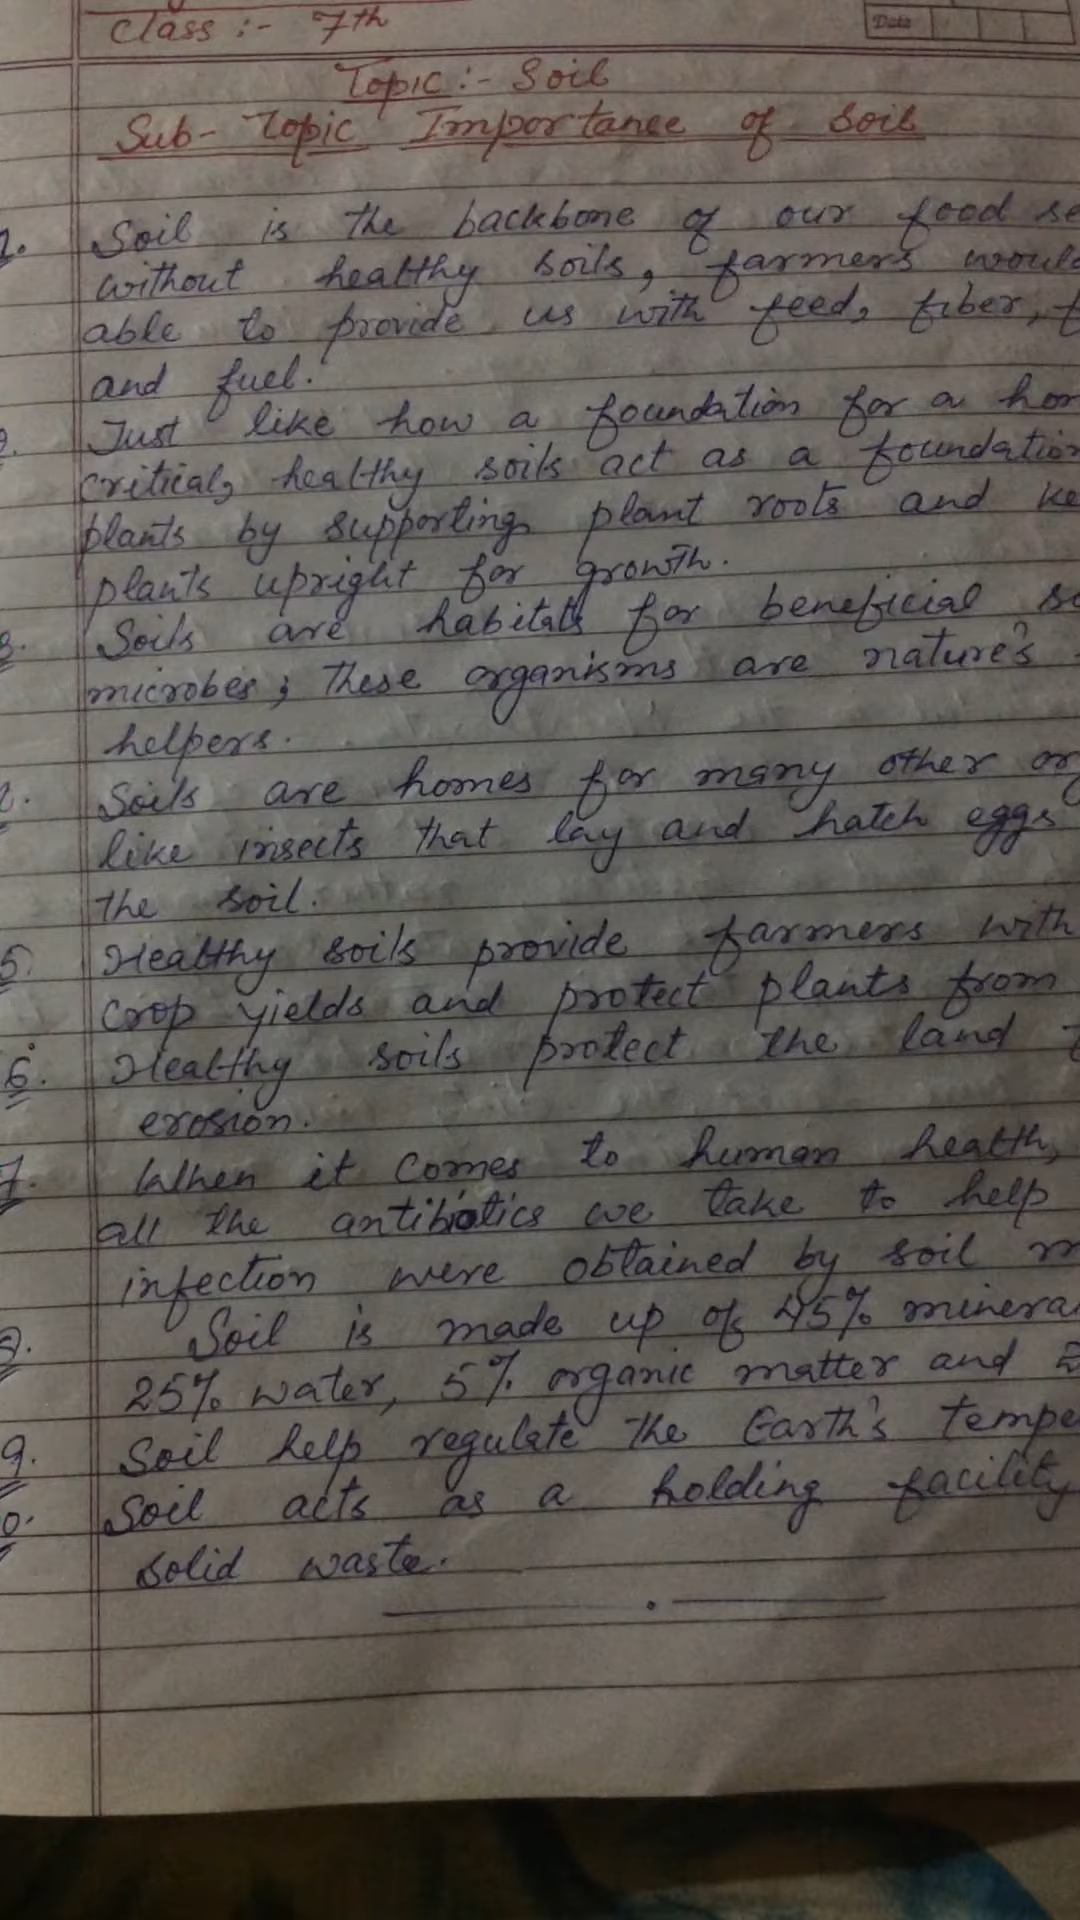 Class :- 7th
Date
Topic :- Soil
Sub-Topic Importance of Soil
1. Soil is the backbone of our food
without healthy soils, farmers would
able to provide us with feed, fiber,
and fuel.
Just like how a foundation for a
critical, healthy soils act as a foundation
plants by supporting plant roots and
plants upright for growth.
3. Soils are habitats for beneficial
microbes; these organisms are nature's
helpers.
Soils are homes for many other
like insects that lay and hatch eggs
the soil.
5. Healthy soils provide farmers with
crop yields and protect plants from
6. Healthy soils protect the land
erosion.
7. When it comes to human health,
all the antibiotics we take to help
infection were obtained by soil
Soil is made up of 45%
25% water, 5% organic matter and
9. Soil help regulate the Earth's
0. Soil acts as a holding facility
solid waste.